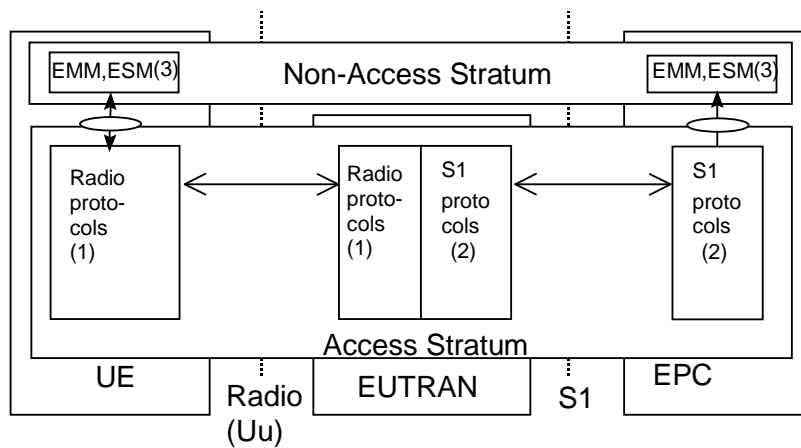 EMM,ESM(3)
Non-Access Stratum
EMM,ESM(3)
Radio
proto-
cols
(1)
Radio
proto-
cols
(1)
S1
proto
cols
(2)
S1
proto
cols
(2)
Access Stratum
UE
Radio
(Uu)
EUTRAN
S1
EPC